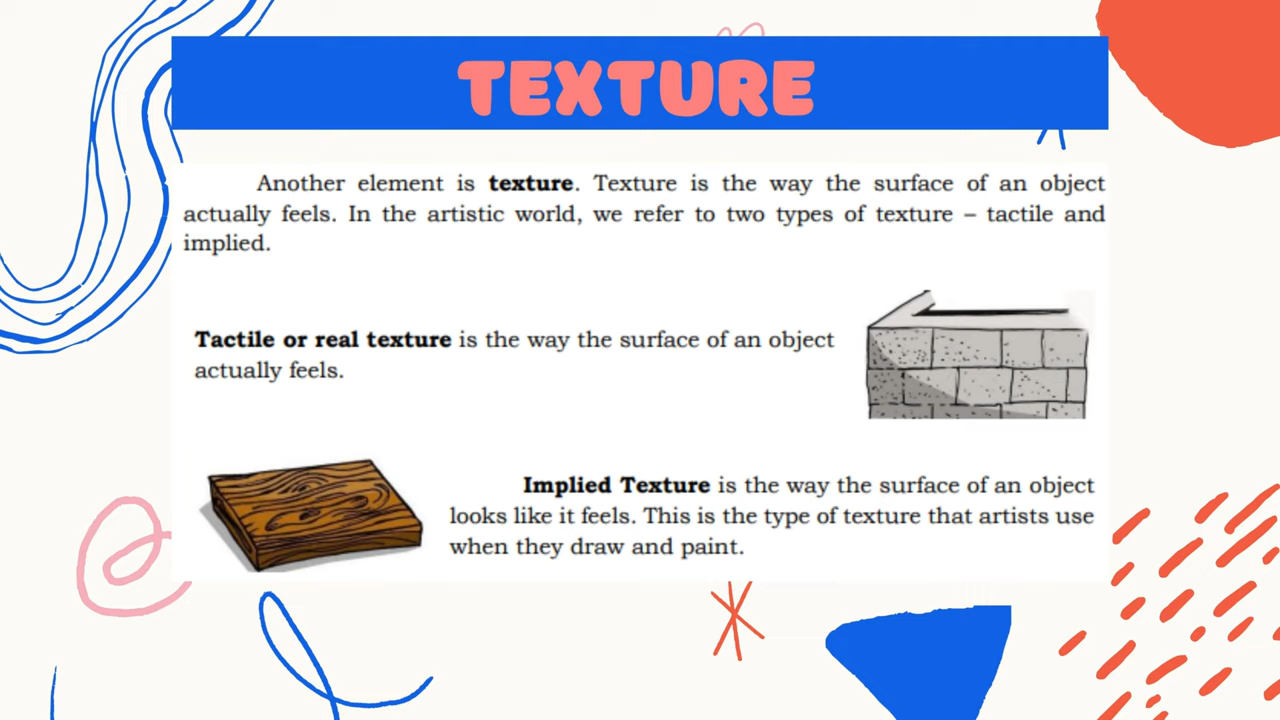 TEXTURE
Another element is texture. Texture is the way the surface of an object
actually feels. In the artistic world, we refer to two types of texture – tactile and
implied.
Tactile or real texture is the way the surface of an object
actually feels.
Implied Texture is the way the surface of an object
looks like it feels. This is the type of texture that artists use
when they draw and paint.